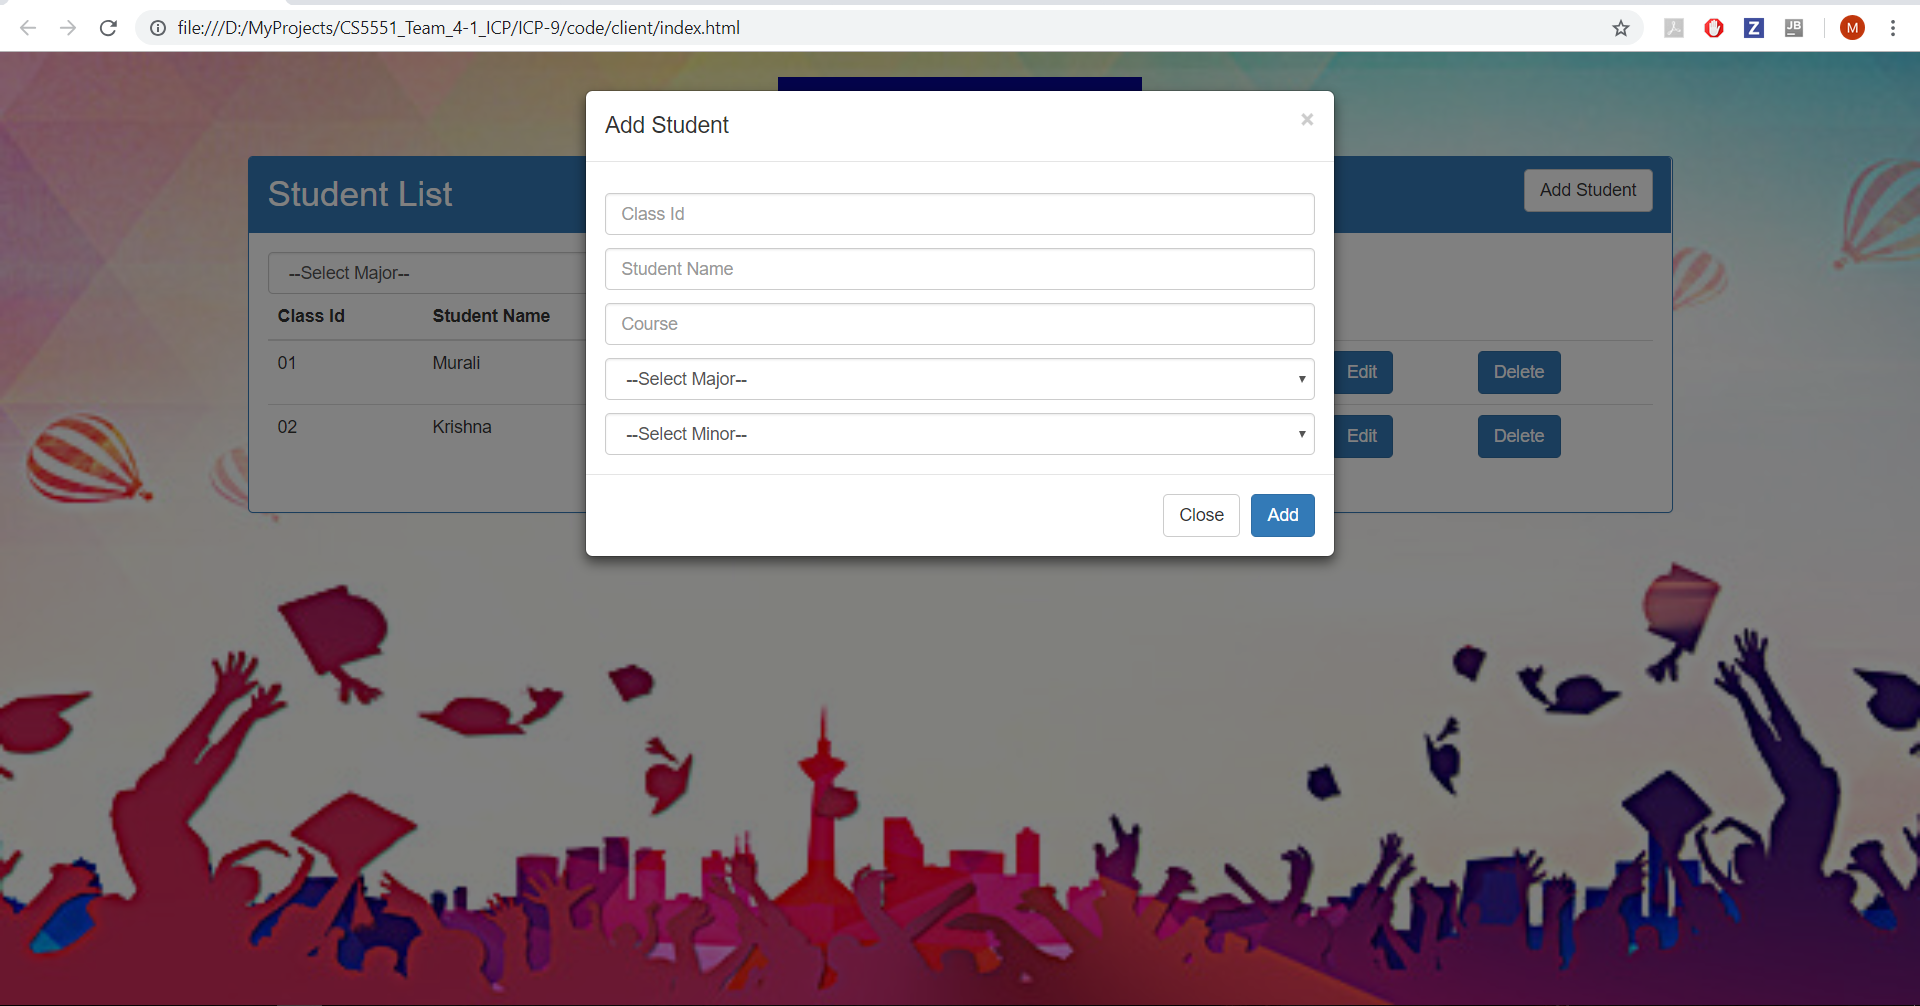 file:///D:/MyProjects/CS5551_Team_4-1_ICP/ICP-9/code/client/index.html
Z
JB
M
Add Student
×
Student List
Add Student
Class Id
--Select Major--
Student Name
Class Id
Student Name
Course
01
Murali
Edit
Delete
--Select Major--
02
Krishna
Edit
Delete
--Select Minor--
Close
Add